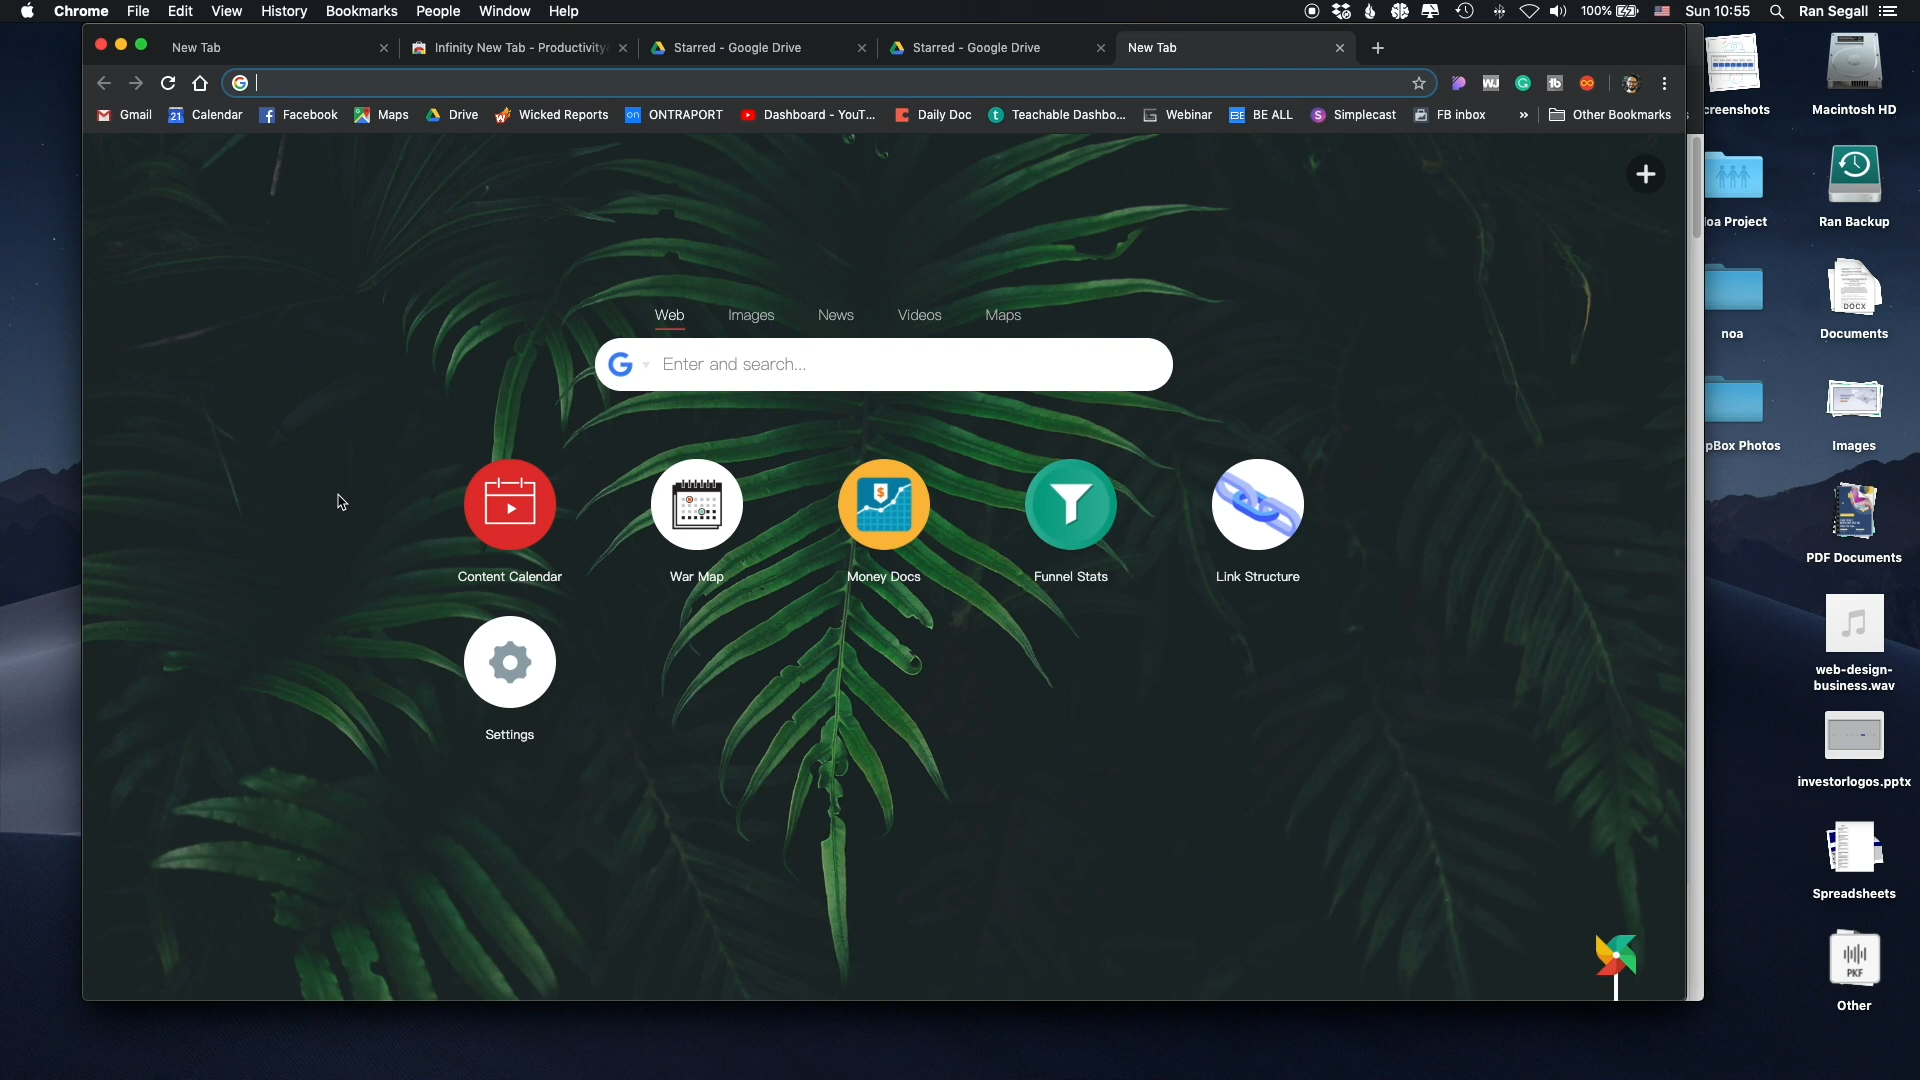 Chrome File Edit View History Bookmarks People Window Help 100% Sun 10:55 Ran Segall
New Tab Infinity New Tab - Productivity Starred - Google Drive Starred - Google Drive New Tab
Gmail Calendar Facebook Maps Drive Wicked Reports ONTRAPORT Dashboard - YouT... Daily Doc Teachable Dashbo... Webinar BE ALL Simplecast FB inbox » Other Bookmarks
Web Images News Videos Maps
Enter and search...
Content Calendar War Map Money Docs Funnel Stats Link Structure
Settings
creenshots Macintosh HD
oa Project Ran Backup
DOCX
noa Documents
pBox Photos Images
PDF Documents
web-design-
business.wav
investorlogos.pptx
Spreadsheets
PKF
Other